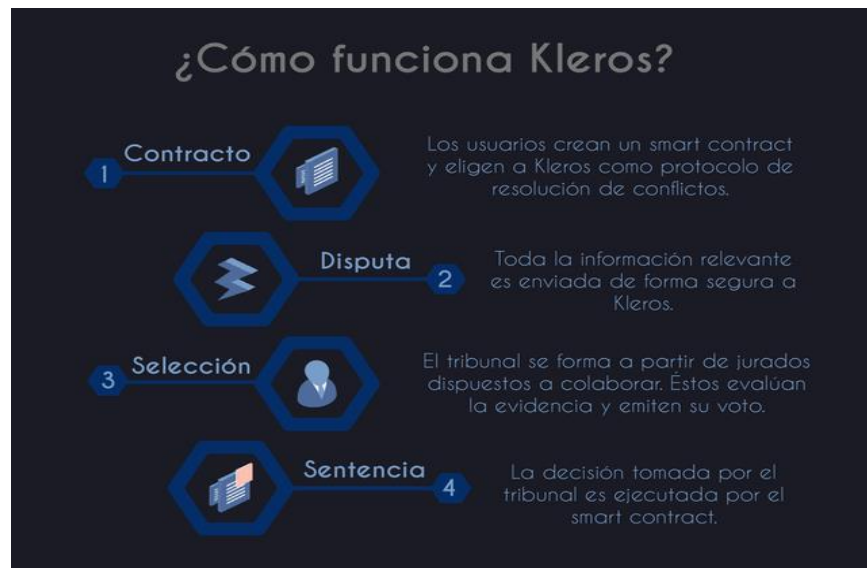 ¿Cómo funciona Kleros?
1
Contracto
Los usuarios crean un smart contract
y eligen a Kleros como protocolo de
resolución de conflictos.
Disputa
2
Toda la información relevante
es enviada de forma segura a
Kleros.
3
Selección
El tribunal se forma a partir de jurados
dispuestos a colaborar. Éstos evalúan
la evidencia y emiten su voto.
Sentencia
4
La decisión tomada por el
tribunal es ejecutada por el
smart contract.